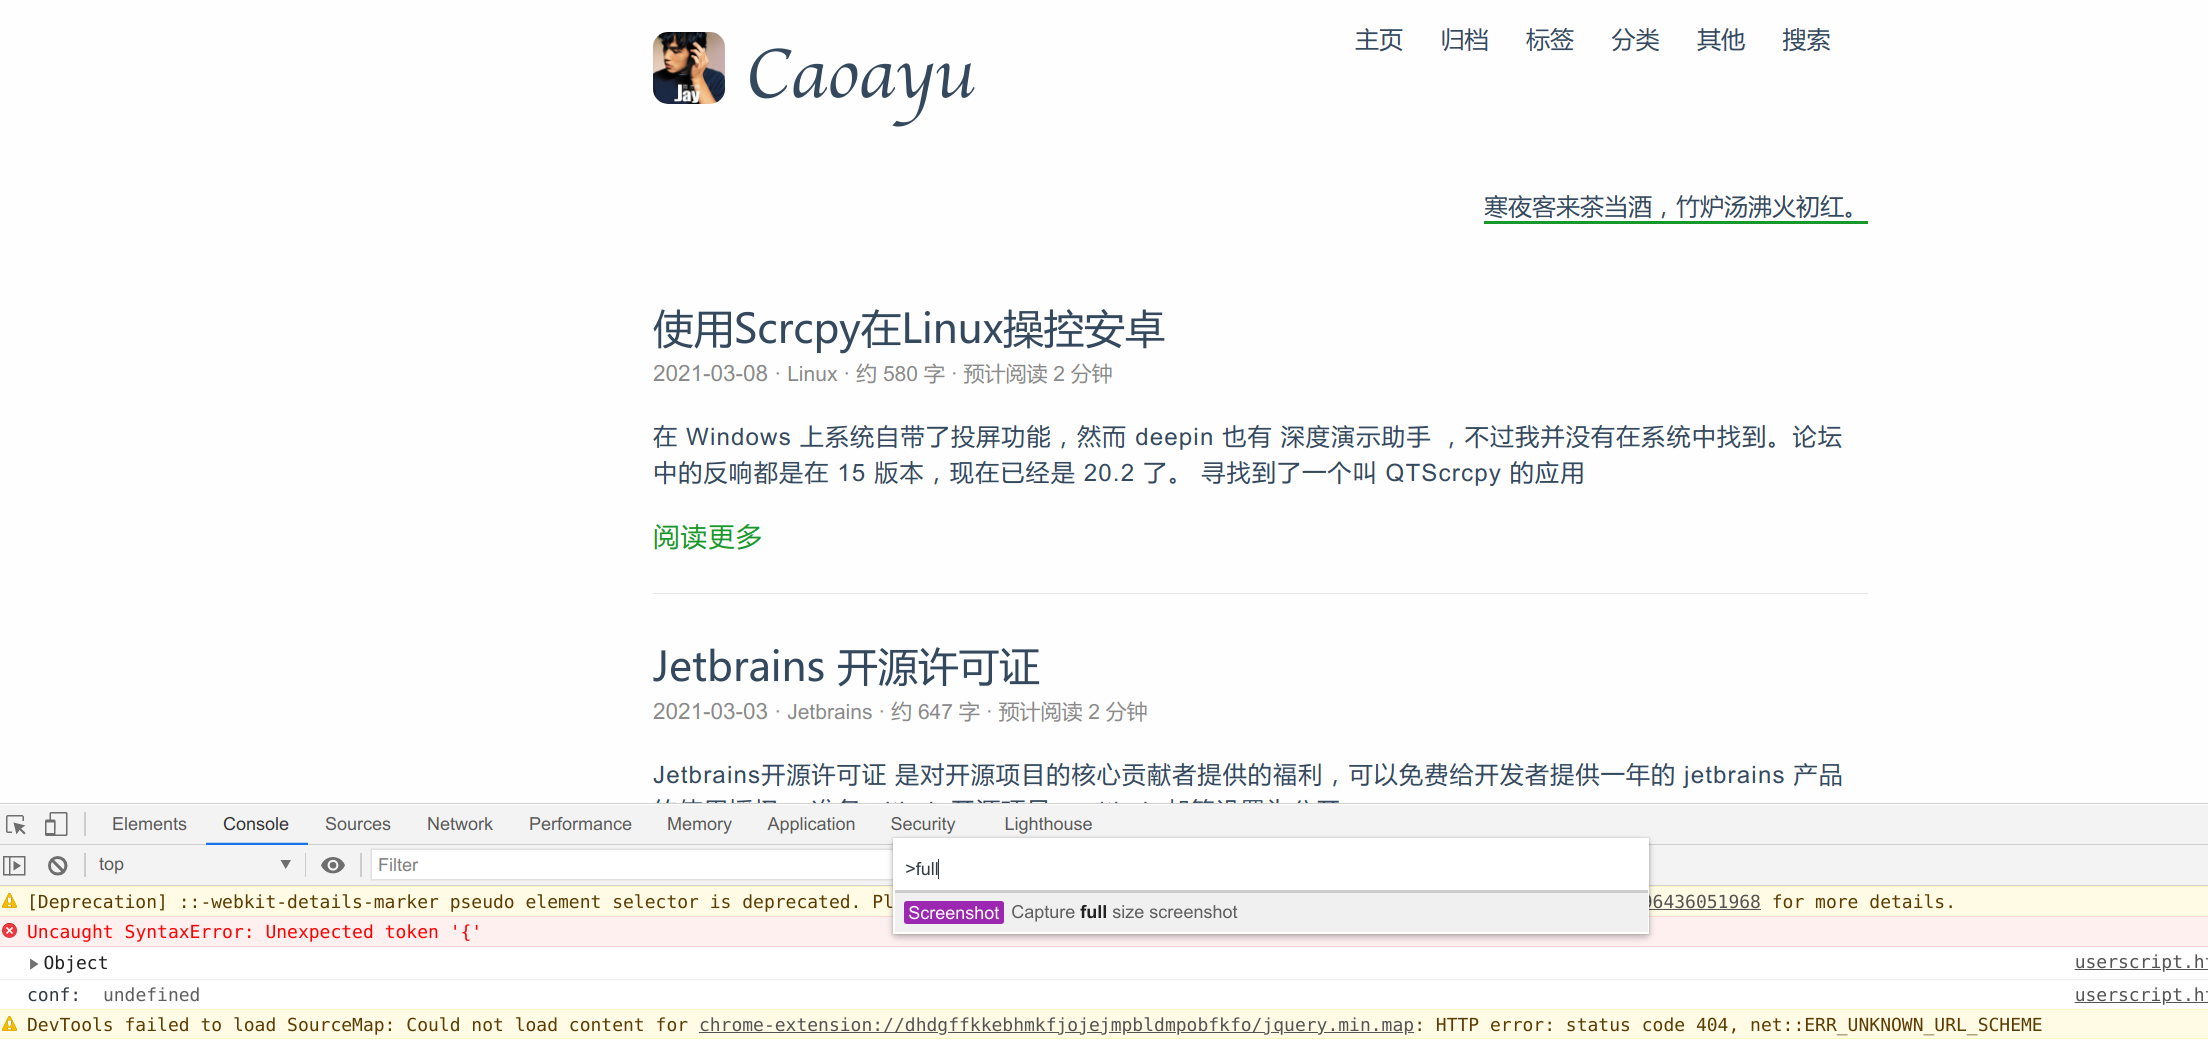 Jay
Caoayu
主页 归档 标签 分类 其他 搜索
寒夜客来茶当酒，竹炉汤沸火初红。
使用Scrcpy在Linux操控安卓
2021-03-08 · Linux · 约 580 字 · 预计阅读 2 分钟
在 Windows 上系统自带了投屏功能，然而 deepin 也有 深度演示助手 ，不过我并没有在系统中找到。论坛
中的反响都是在 15 版本，现在已经是 20.2 了。 寻找到了一个叫 QTScrcpy 的应用
阅读更多
Jetbrains 开源许可证
2021-03-03 · Jetbrains · 约 647 字 · 预计阅读 2 分钟
Jetbrains开源许可证 是对开源项目的核心贡献者提供的福利，可以免费给开发者提供一年的 jetbrains 产品
Elements Console Sources Network Performance Memory Application Security Lighthouse
top Filter
>full
Screenshot Capture full size screenshot
[Deprecation] ::-webkit-details-marker pseudo element selector is deprecated. Pl 96436051968 for more details.
Uncaught SyntaxError: Unexpected token '{'
Object userscript.h
conf: undefined userscript.h
DevTools failed to load SourceMap: Could not load content for chrome-extension://dhdgffkkebhmkfjojejmpbldmpobfkfo/jquery.min.map: HTTP error: status code 404, net::ERR_UNKNOWN_URL_SCHEME